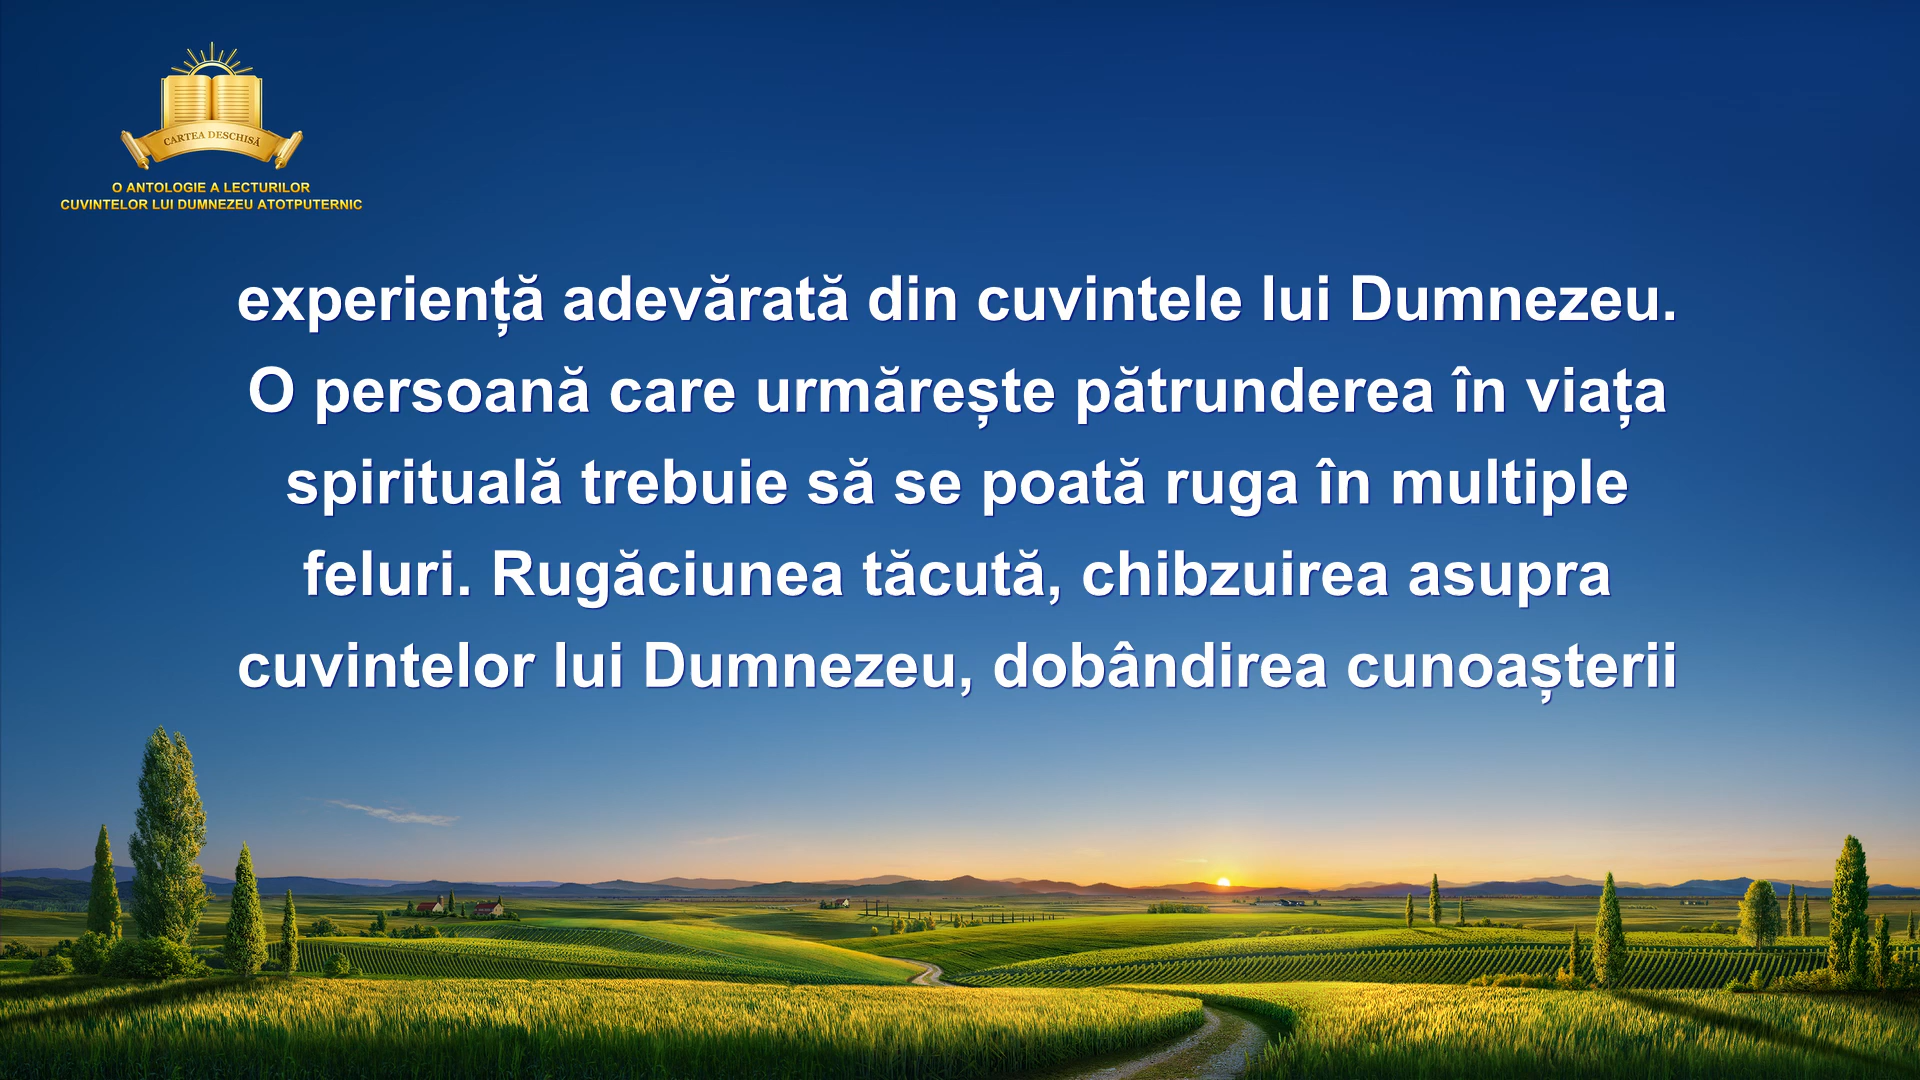 CARTEA DESCHISĂ
O ANTOLOGIE A LECTURILOR
CUVINTELOR LUI DUMNEZEU ATOTPUTERNIC
experiență adevărată din cuvintele lui Dumnezeu.
O persoană care urmărește pătrunderea în viața
spirituală trebuie să se poată ruga în multiple
feluri. Rugăciunea tăcută, chibzuirea asupra
cuvintelor lui Dumnezeu, dobândirea cunoașterii